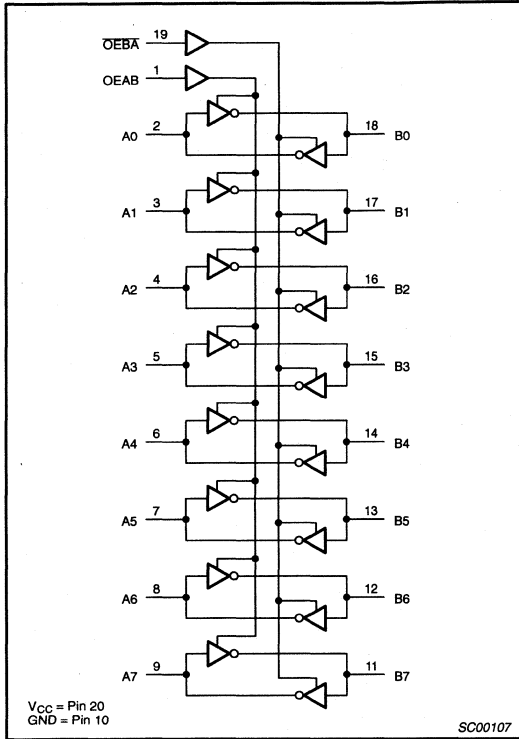 OEBA 19
OEAB 1
A0 2 18 B0
A1 3 17 B1
A2 4 16 B2
A3 5 15 B3
A4 6 14 B4
A5 7 13 B5
A6 8 12 B6
A7 9 11 B7
VCC = Pin 20
GND = Pin 10
SC00107